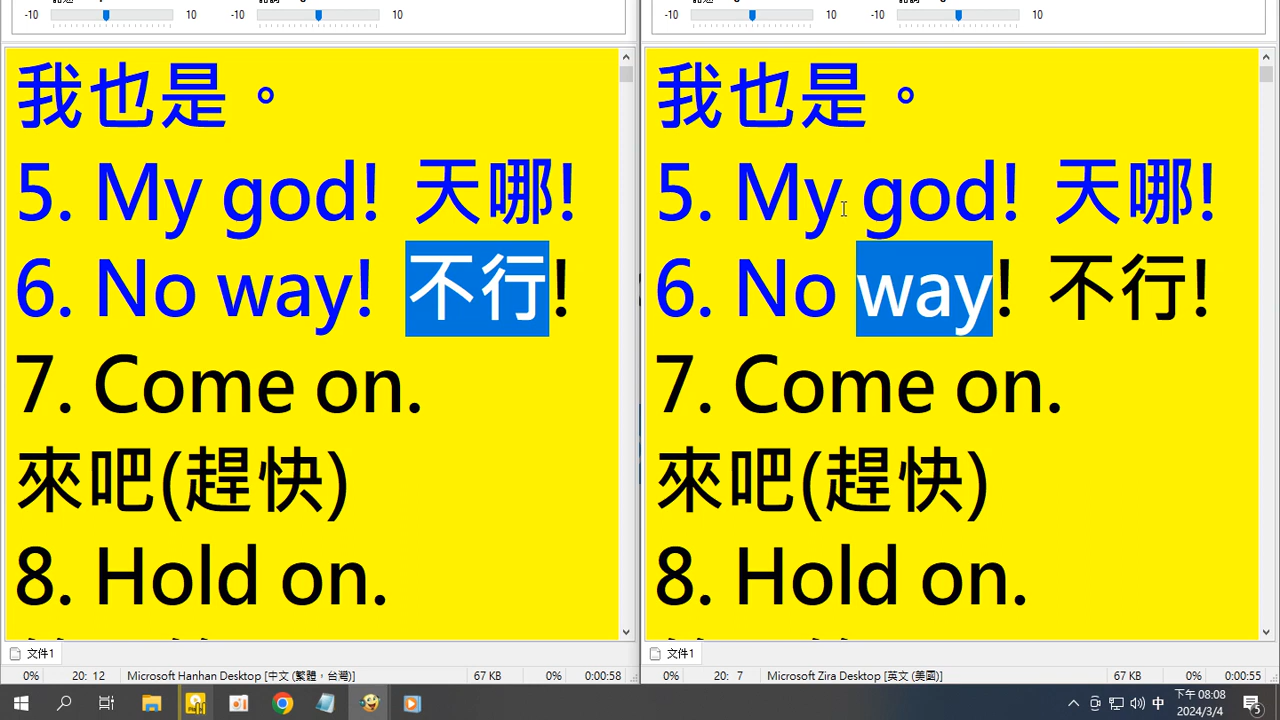 -10 10 -10 10
-10 10 -10 10
我也是。
5. My god! 天哪!
6. No way! 不行!
7. Come on.
來吧(趕快)
8. Hold on.
文件1
0% 20: 12 Microsoft Hanhan Desktop [中文 (繁體，台灣)] 67 KB 0% 0:00:58
我也是。
5. My god! 天哪!
6. No way! 不行!
7. Come on.
來吧(趕快)
8. Hold on.
文件1
0% 20: 7 Microsoft Zira Desktop [英文 (美國)] 67 KB 0% 0:00:55
中
下午 08:08
2024/3/4
5